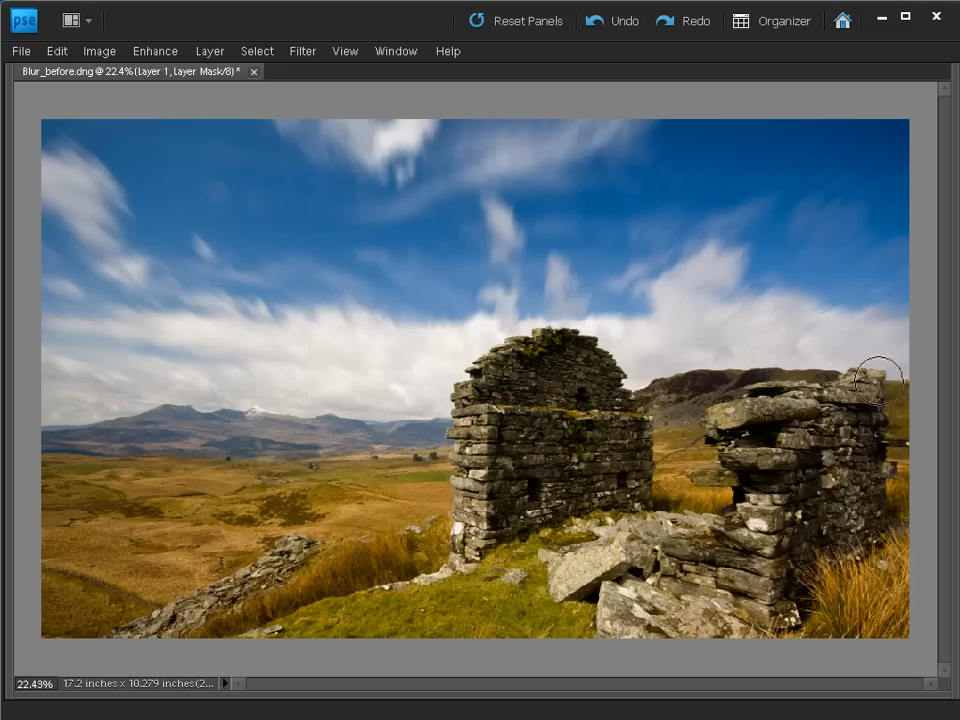 pse Reset Panels Undo Redo Organizer
File Edit Image Enhance Layer Select Filter View Window Help
Blur_before.dng @ 22.4% (Layer 1, Layer Mask/8) *
22.43% 17.2 inches x 10.279 inches (2...